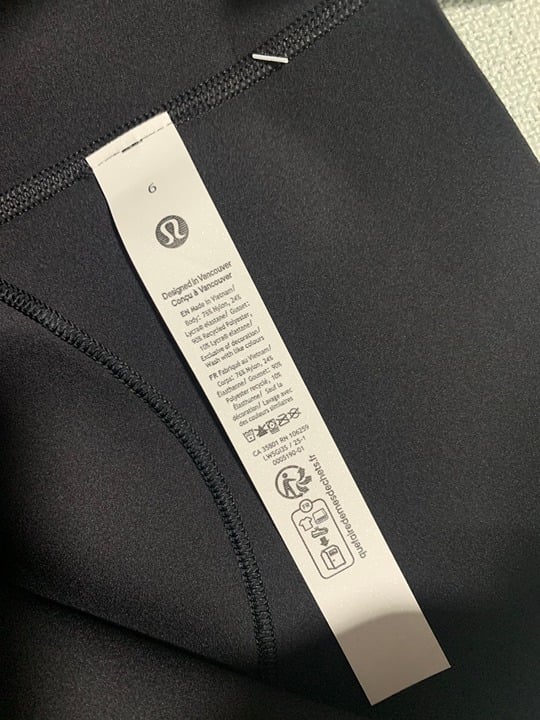 6
Designed in Vancouver
Conçu à Vancouver
EN Made in Vietnam/
Body: 76% Nylon, 24%
Lycra® elastane/ Gusset:
90% Recycled Polyester,
10% Lycra® elastane/
Exclusive of decoration/
Wash with like colours
FR Fabriqué au Vietnam/
Corps: 76% Nylon, 24%
Élasthanne/ Gousset: 90%
Polyester recyclé, 10%
Élasthanne/ Sauf la
décoration/ Lavage avec
des couleurs similaires
CA 35801 RN 106259
LW5GI2S / 25-1
0005190-01
FR
quefairedemesdechets.fr